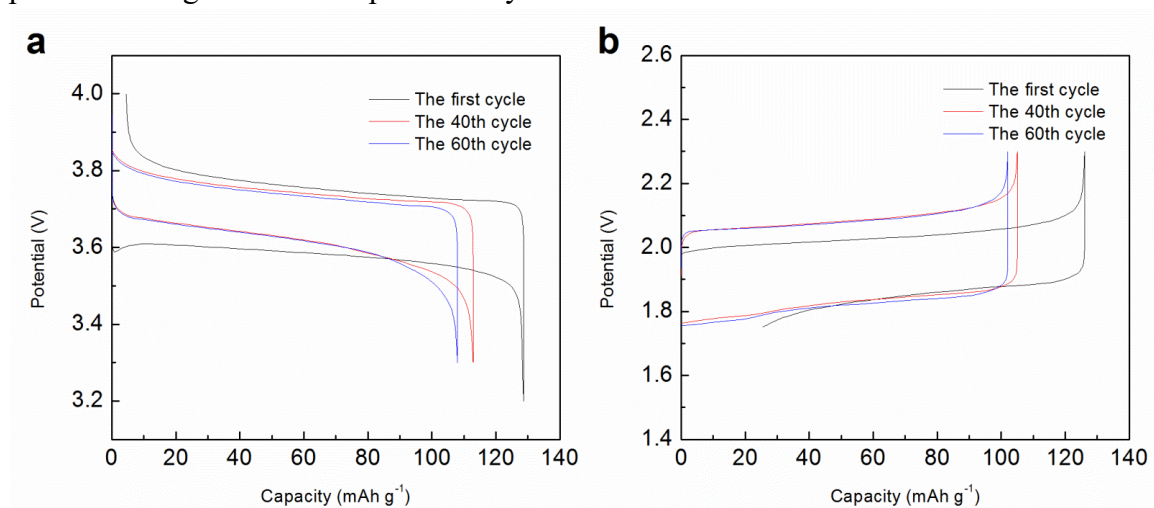 a
Potential (V)
4.0
3.8
3.6
3.4
3.2
The first cycle
The 40th cycle
The 60th cycle
0 20 40 60 80 100 120 140
Capacity (mAh g⁻¹)
b
Potential (V)
2.6
2.4
2.2
2.0
1.8
1.6
1.4
The first cycle
The 40th cycle
The 60th cycle
0 20 40 60 80 100 120 140
Capacity (mAh g⁻¹)